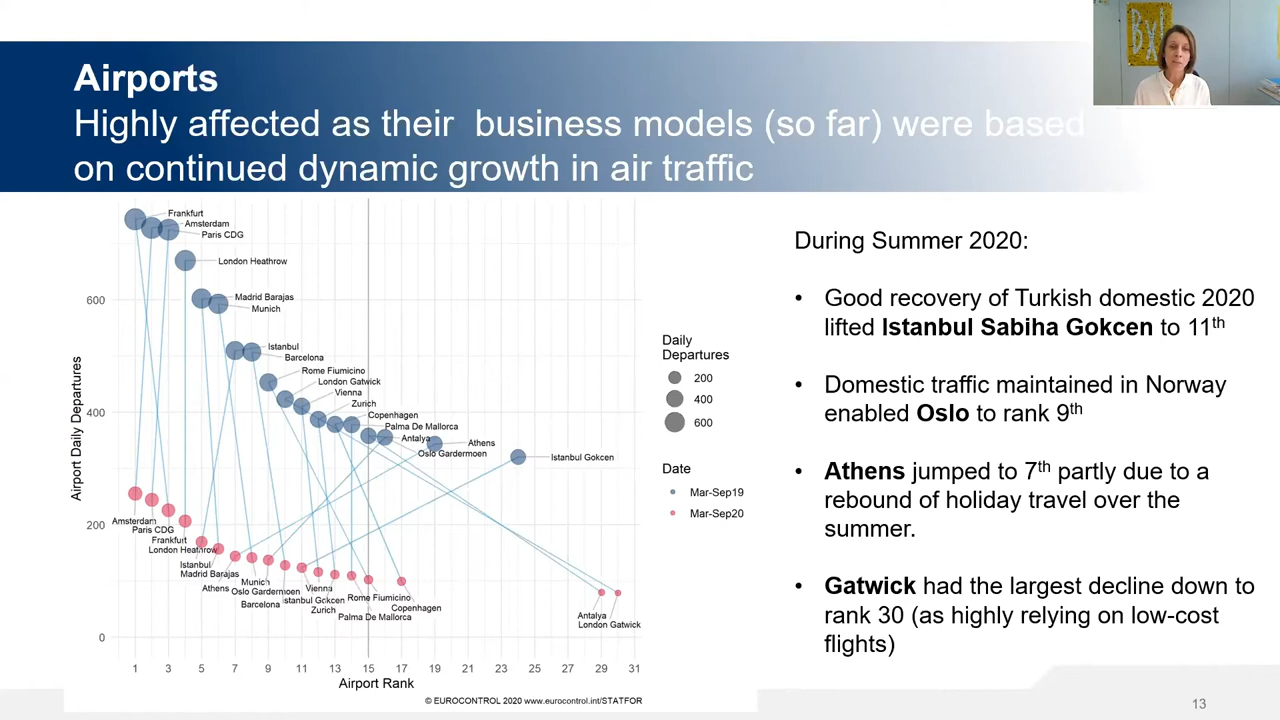 Bxl
Airports
Highly affected as their business models (so far) were based
on continued dynamic growth in air traffic
Frankfurt
Amsterdam
Paris CDG
London Heathrow
Madrid Barajas
Munich
Istanbul
Barcelona
Rome Fiumicino
London Gatwick
Vienna
Zurich
Copenhagen
Palma De Mallorca
Antalya
Athens
Oslo Gardermoen
Istanbul Gokcen
600
400
200
0
Airport Daily Departures
Amsterdam
Paris CDG
Frankfurt
London Heathrow
Istanbul
Madrid Barajas
Athens
Munich
Oslo Gardermoen
Barcelona
Vienna
Istanbul Gokcen
Zurich
Rome Fiumicino
Palma De Mallorca
Copenhagen
Antalya
London Gatwick
1 3 5 7 9 11 13 15 17 19 21 23 25 27 29 31
Airport Rank
Daily
Departures
200
400
600
Date
Mar-Sep19
Mar-Sep20
© EUROCONTROL 2020 www.eurocontrol.int/STATFOR
During Summer 2020:
• Good recovery of Turkish domestic 2020
lifted Istanbul Sabiha Gokcen to 11th
• Domestic traffic maintained in Norway
enabled Oslo to rank 9th
• Athens jumped to 7th partly due to a
rebound of holiday travel over the
summer.
• Gatwick had the largest decline down to
rank 30 (as highly relying on low-cost
flights)
13